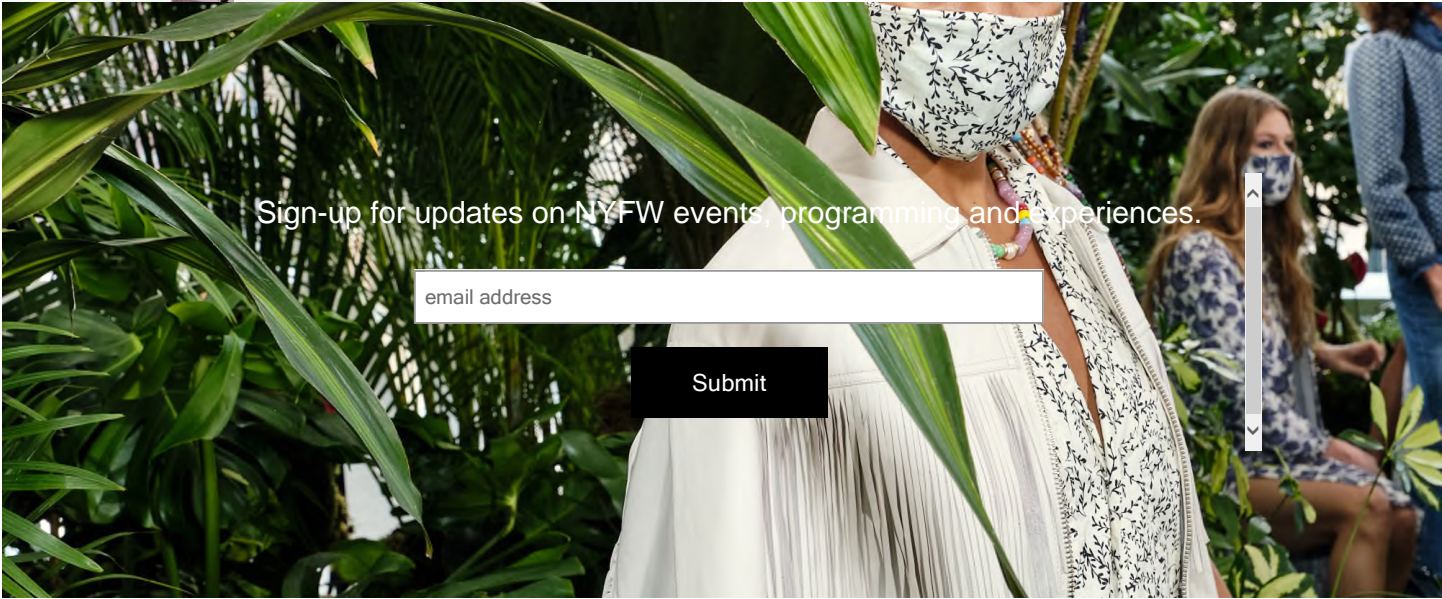 Sign-up for updates on NYFW events, programming and experiences.
email address
Submit